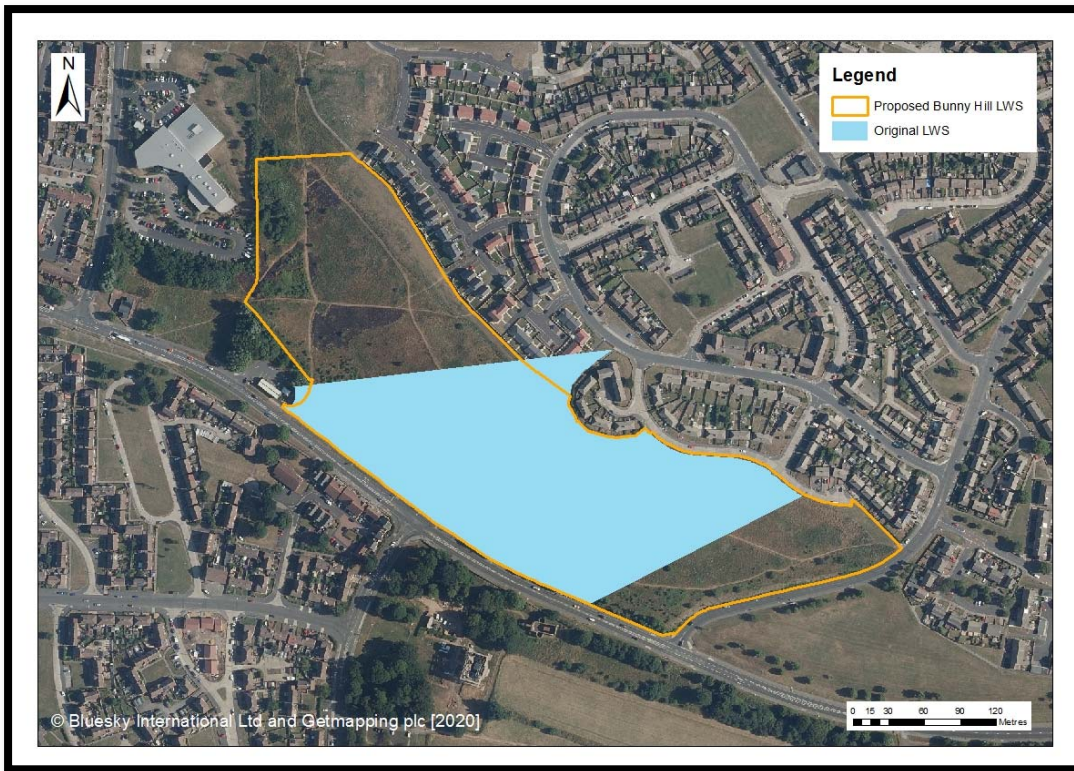 N
Legend
Proposed Bunny Hill LWS
Original LWS
© Bluesky International Ltd and Getmapping plc [2020]
0 15 30 60 90 120
Metres